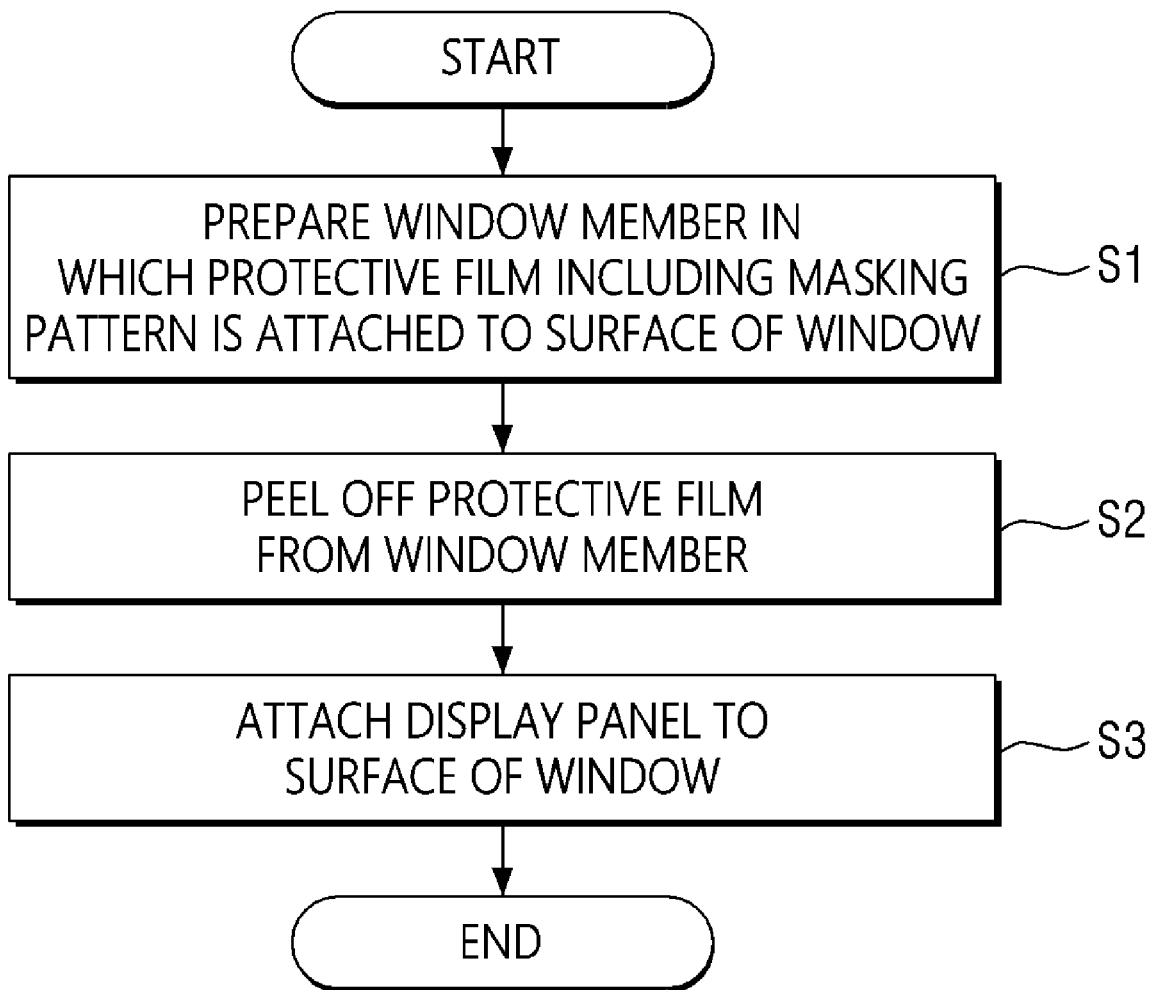 START
PREPARE WINDOW MEMBER IN
WHICH PROTECTIVE FILM INCLUDING MASKING
PATTERN IS ATTACHED TO SURFACE OF WINDOW
S1
PEEL OFF PROTECTIVE FILM
FROM WINDOW MEMBER
S2
ATTACH DISPLAY PANEL TO
SURFACE OF WINDOW
S3
END